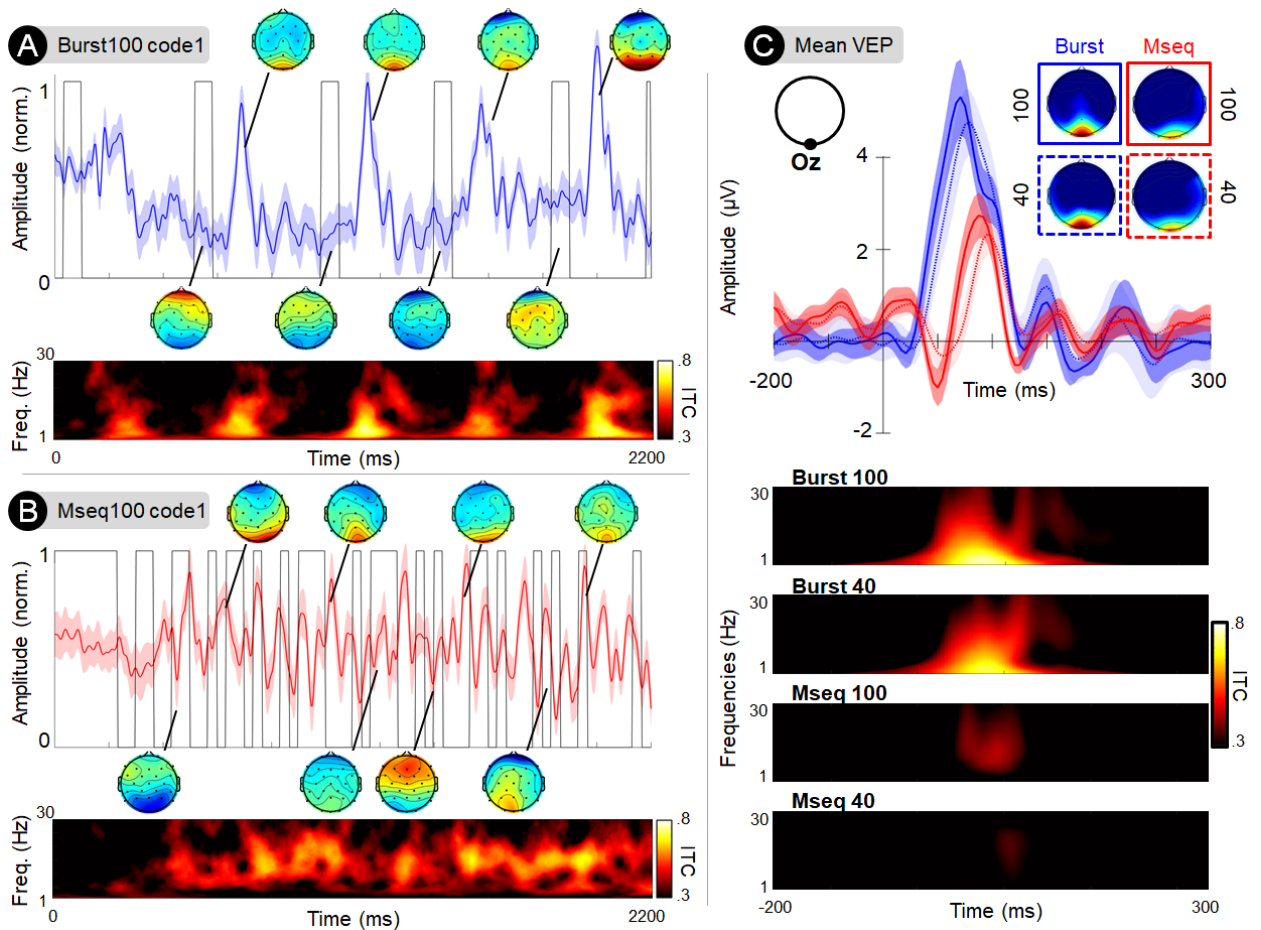 A Burst100 code1
Amplitude (norm.)
1
0
Freq. (Hz)
30
1
.8
ITC
.3
0
Time (ms)
2200
B Mseq100 code1
Amplitude (norm.)
1
0
Freq. (Hz)
30
1
.8
ITC
.3
0
Time (ms)
2200
C Mean VEP
Burst
Mseq
100
100
40
40
Oz
Amplitude (µV)
4
2
-2
-200
Time (ms)
300
Burst 100
30
1
Burst 40
30
1
Mseq 100
30
1
Mseq 40
30
1
Frequencies (Hz)
.8
ITC
.3
-200
Time (ms)
300